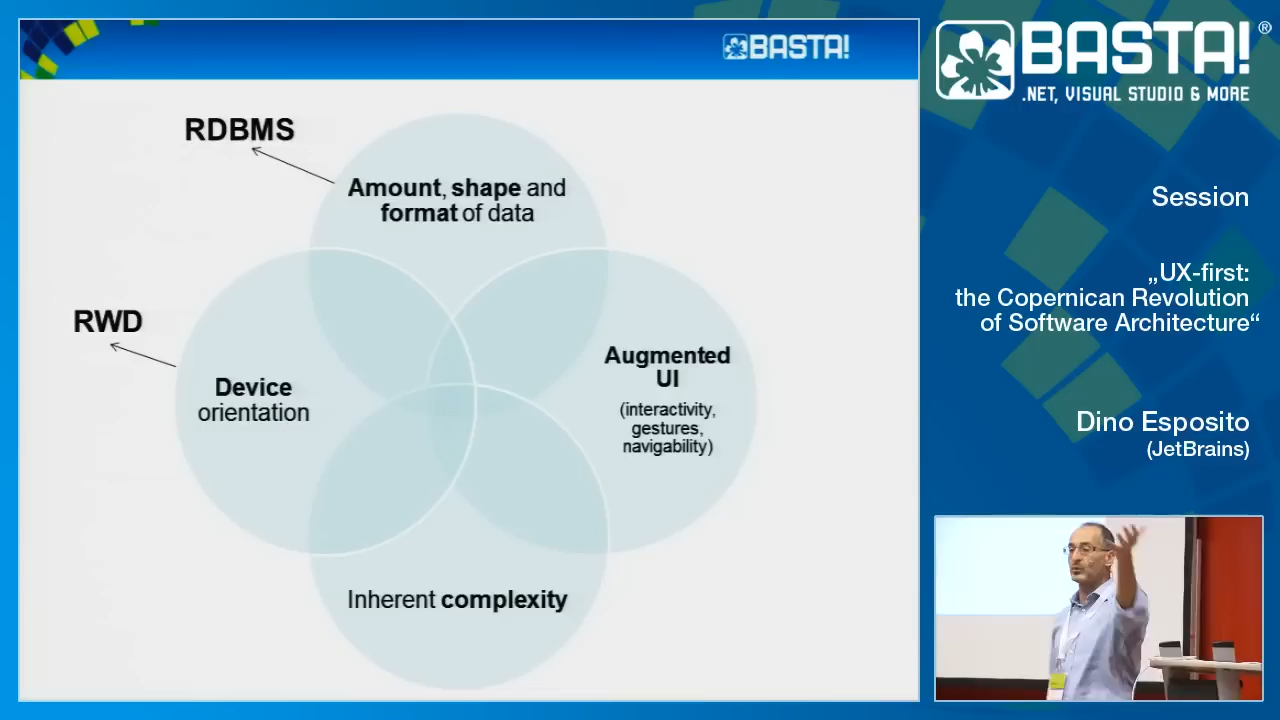 BASTA!
RDBMS
Amount, shape and
format of data
RWD
Device
orientation
Augmented
UI
(interactivity,
gestures,
navigability)
Inherent complexity
BASTA!®
.NET, VISUAL STUDIO & MORE
Session
„UX-first:
the Copernican Revolution
of Software Architecture“
Dino Esposito
(JetBrains)